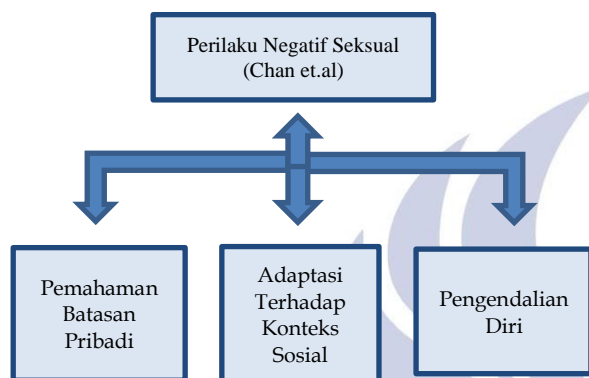 Perilaku Negatif Seksual
(Chan et.al)
Pemahaman
Batasan
Pribadi
Adaptasi
Terhadap
Konteks
Sosial
Pengendalian
Diri